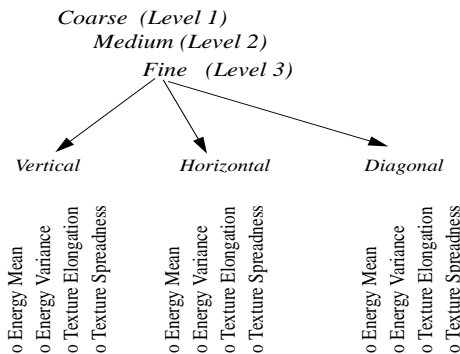 Coarse (Level 1)
Medium (Level 2)
Fine (Level 3)
Vertical
Horizontal
Diagonal
o Energy Mean
o Energy Variance
o Texture Elongation
o Texture Spreadness
o Energy Mean
o Energy Variance
o Texture Elongation
o Texture Spreadness
o Energy Mean
o Energy Variance
o Texture Elongation
o Texture Spreadness